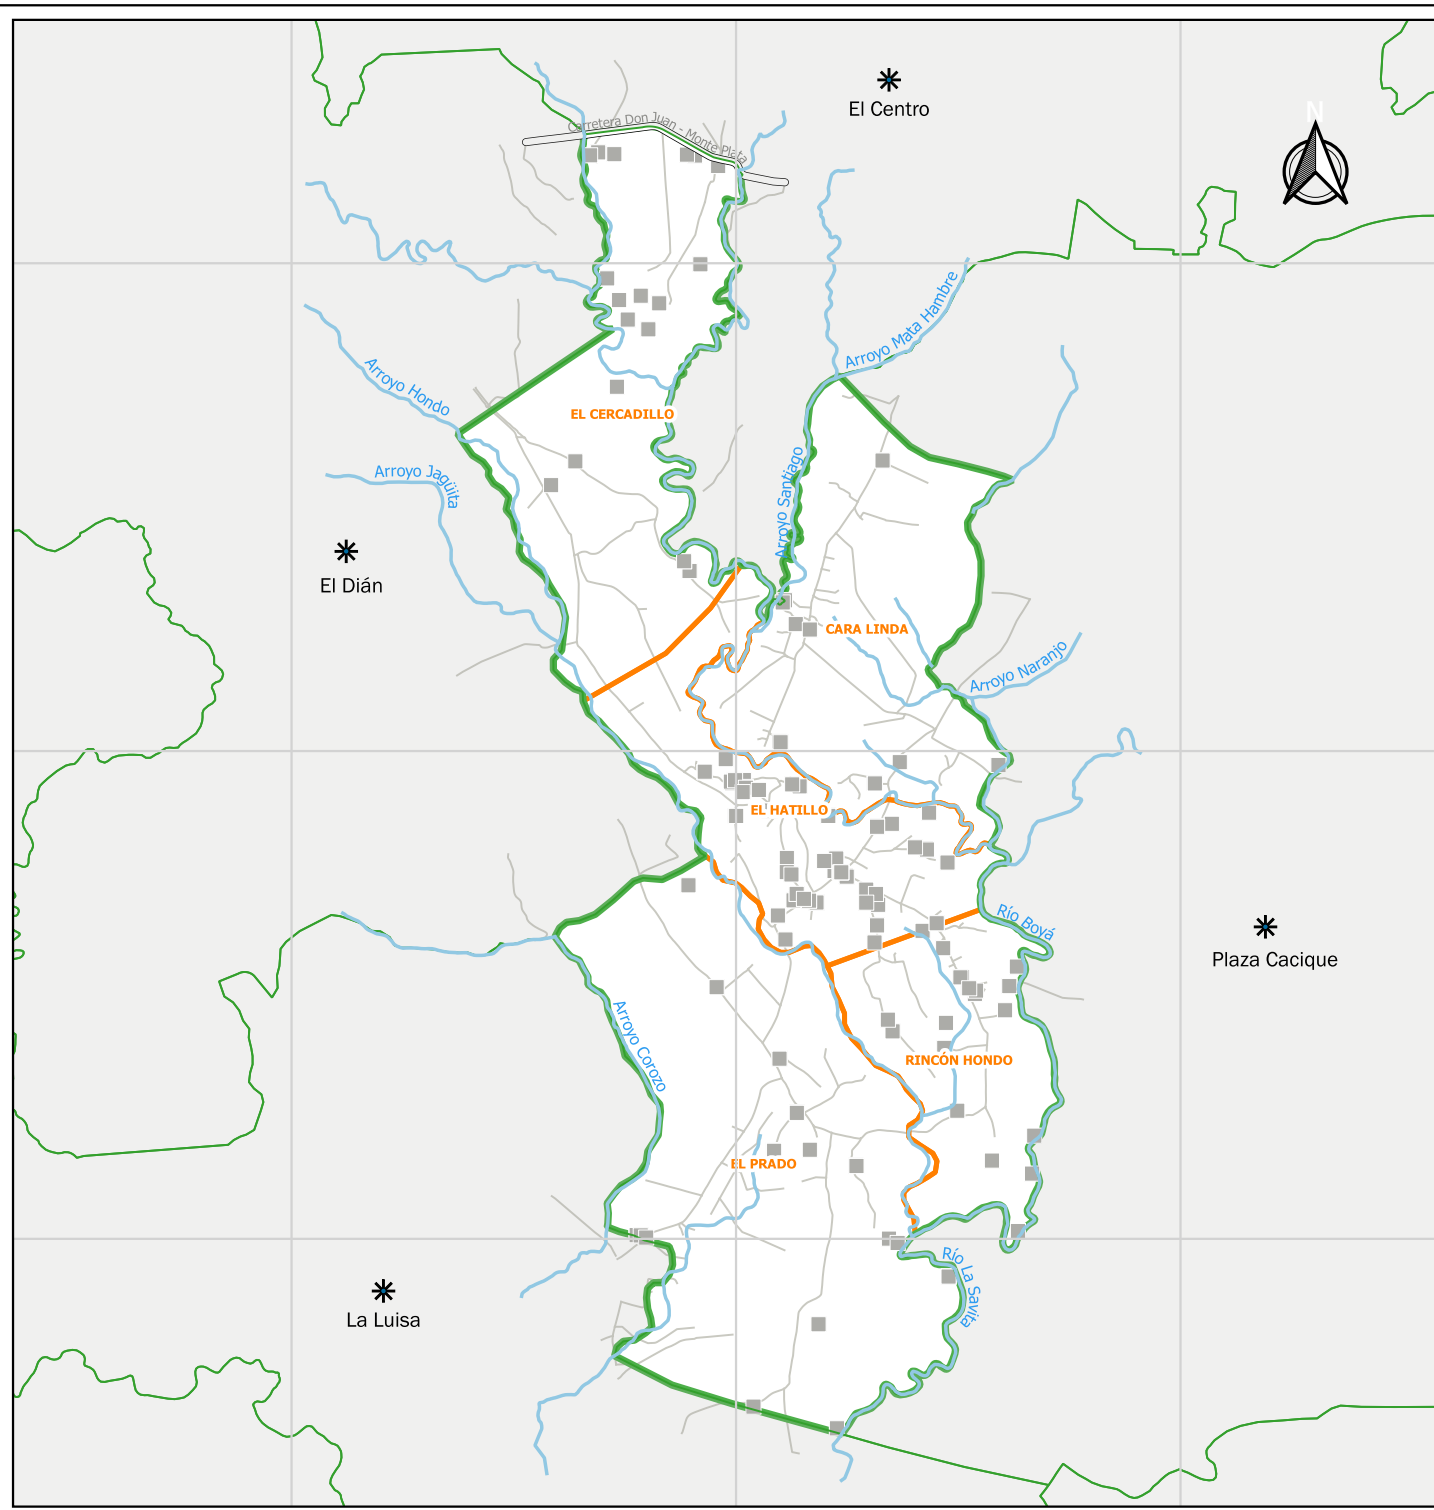 El Centro
N
Carretera Don Juan - Monte Plata
Arroyo Mata Hambre
Arroyo Hondo
EL CERCADILLO
Arroyo Jagüita
Arroyo Santiago
El Dián
CARA LINDA
Arroyo Naranjo
EL HATILLO
Río Boyá
Plaza Cacique
Arroyo Corozo
RINCÓN HONDO
EL PRADO
Río La Savita
La Luisa